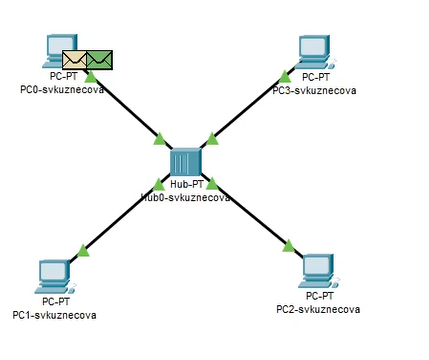 PC-PT
PC0-svkuznecova
PC-PT
PC3-svkuznecova
Hub-PT
Hub0-svkuznecova
PC-PT
PC1-svkuznecova
PC-PT
PC2-svkuznecova